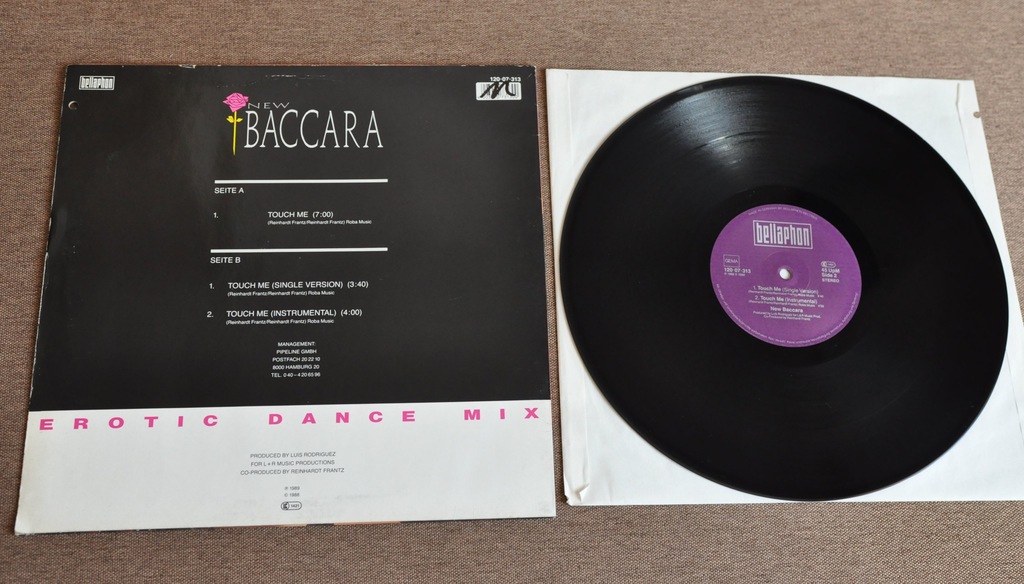 bellaphon
120-07-313
NEW
BACCARA
SEITE A
1. TOUCH ME (7:00)
(Reinhardt Frantz/Reinhardt Frantz) Roba Music
SEITE B
1. TOUCH ME (SINGLE VERSION) (3:40)
(Reinhardt Frantz/Reinhardt Frantz) Roba Music
2. TOUCH ME (INSTRUMENTAL) (4:00)
(Reinhardt Frantz/Reinhardt Frantz) Roba Music
MANAGEMENT:
PIPELINE GMBH
POSTFACH 20 22 10
8000 HAMBURG 20
TEL. 0 40 – 4 20 65 96
EROTIC DANCE MIX
PRODUCED BY LUIS RODRIGUEZ
FOR L+R MUSIC PRODUCTIONS
CO-PRODUCED BY REINHARDT FRANTZ
℗ 1989
© 1989
bellaphon
GEMA
120·07·313
45 UpM
Side 2
STEREO
1. Touch Me (Single Version)
2. Touch Me (Instrumental)
New Baccara